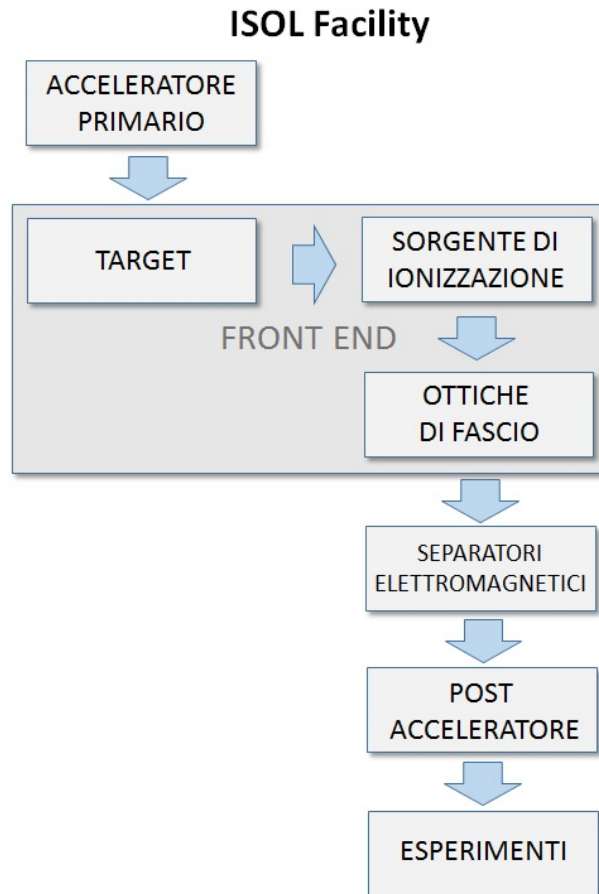 ISOL Facility
ACCELERATORE
PRIMARIO
TARGET
SORGENTE DI
IONIZZAZIONE
FRONT END
OTTICHE
DI FASCIO
SEPARATORI
ELETTROMAGNETICI
POST
ACCELERATORE
ESPERIMENTI